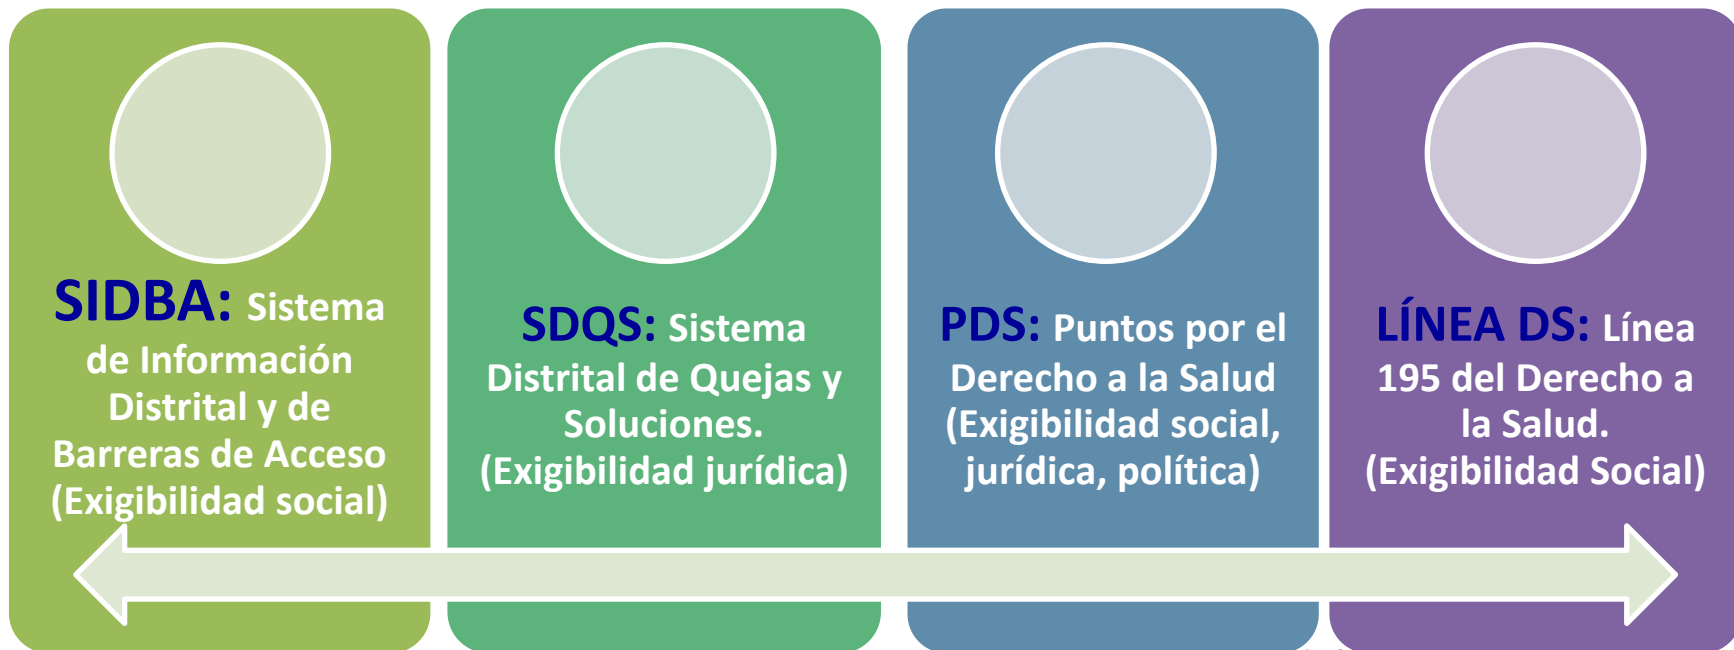 SIDBA: Sistema
de Información
Distrital y de
Barreras de Acceso
(Exigibilidad social)
SDQS: Sistema
Distrital de Quejas y
Soluciones.
(Exigibilidad jurídica)
PDS: Puntos por el
Derecho a la Salud
(Exigibilidad social,
jurídica, política)
LÍNEA DS: Línea
195 del Derecho a
la Salud.
(Exigibilidad Social)